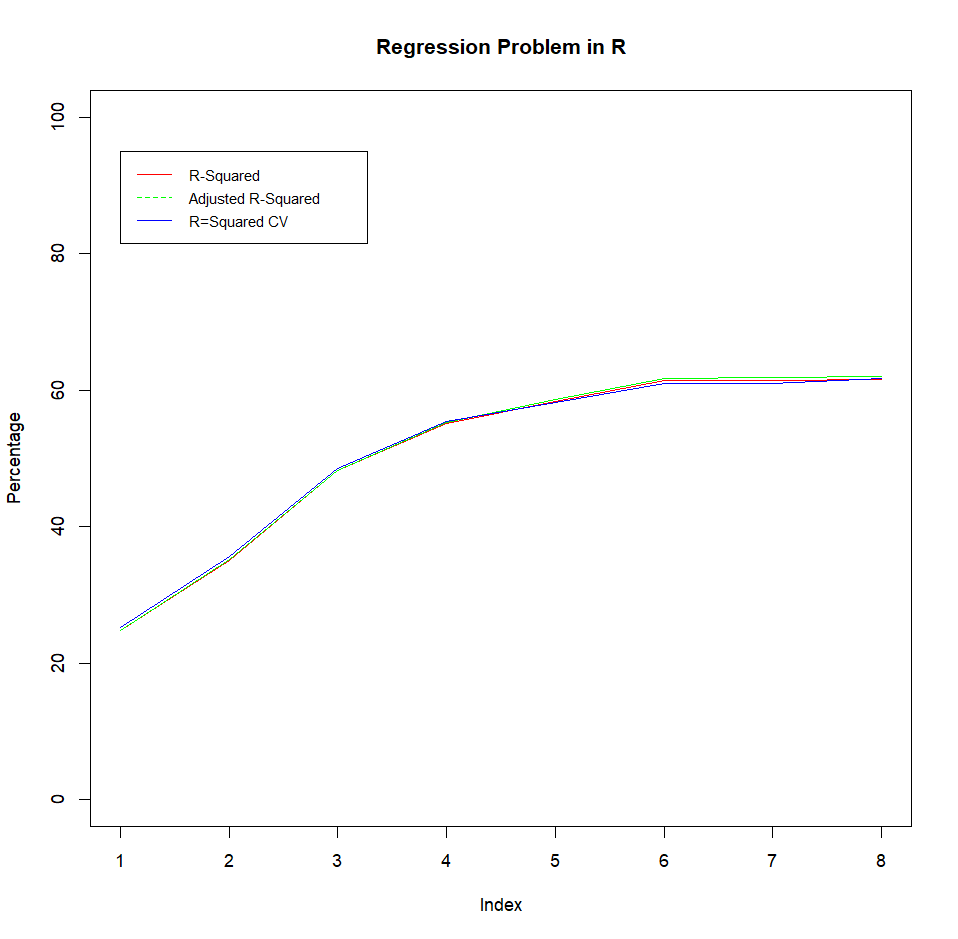 Regression Problem in R
100
80
60
40
20
0
Percentage
R-Squared
Adjusted R-Squared
R=Squared CV
1 2 3 4 5 6 7 8
Index